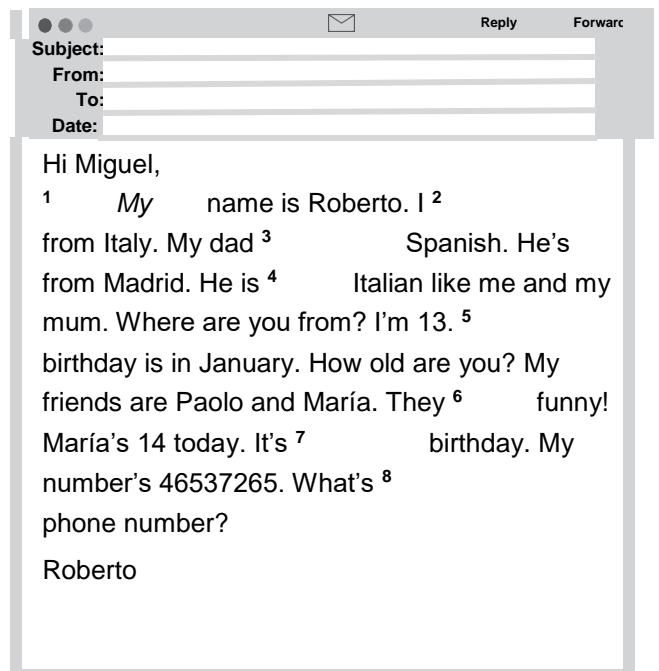 Reply Forward
Subject:
From:
To:
Date:
Hi Miguel,
1 My name is Roberto. I 2
from Italy. My dad 3 Spanish. He's
from Madrid. He is 4 Italian like me and my
mum. Where are you from? I'm 13. 5
birthday is in January. How old are you? My
friends are Paolo and María. They 6 funny!
María's 14 today. It's 7 birthday. My
number's 46537265. What's 8
phone number?
Roberto